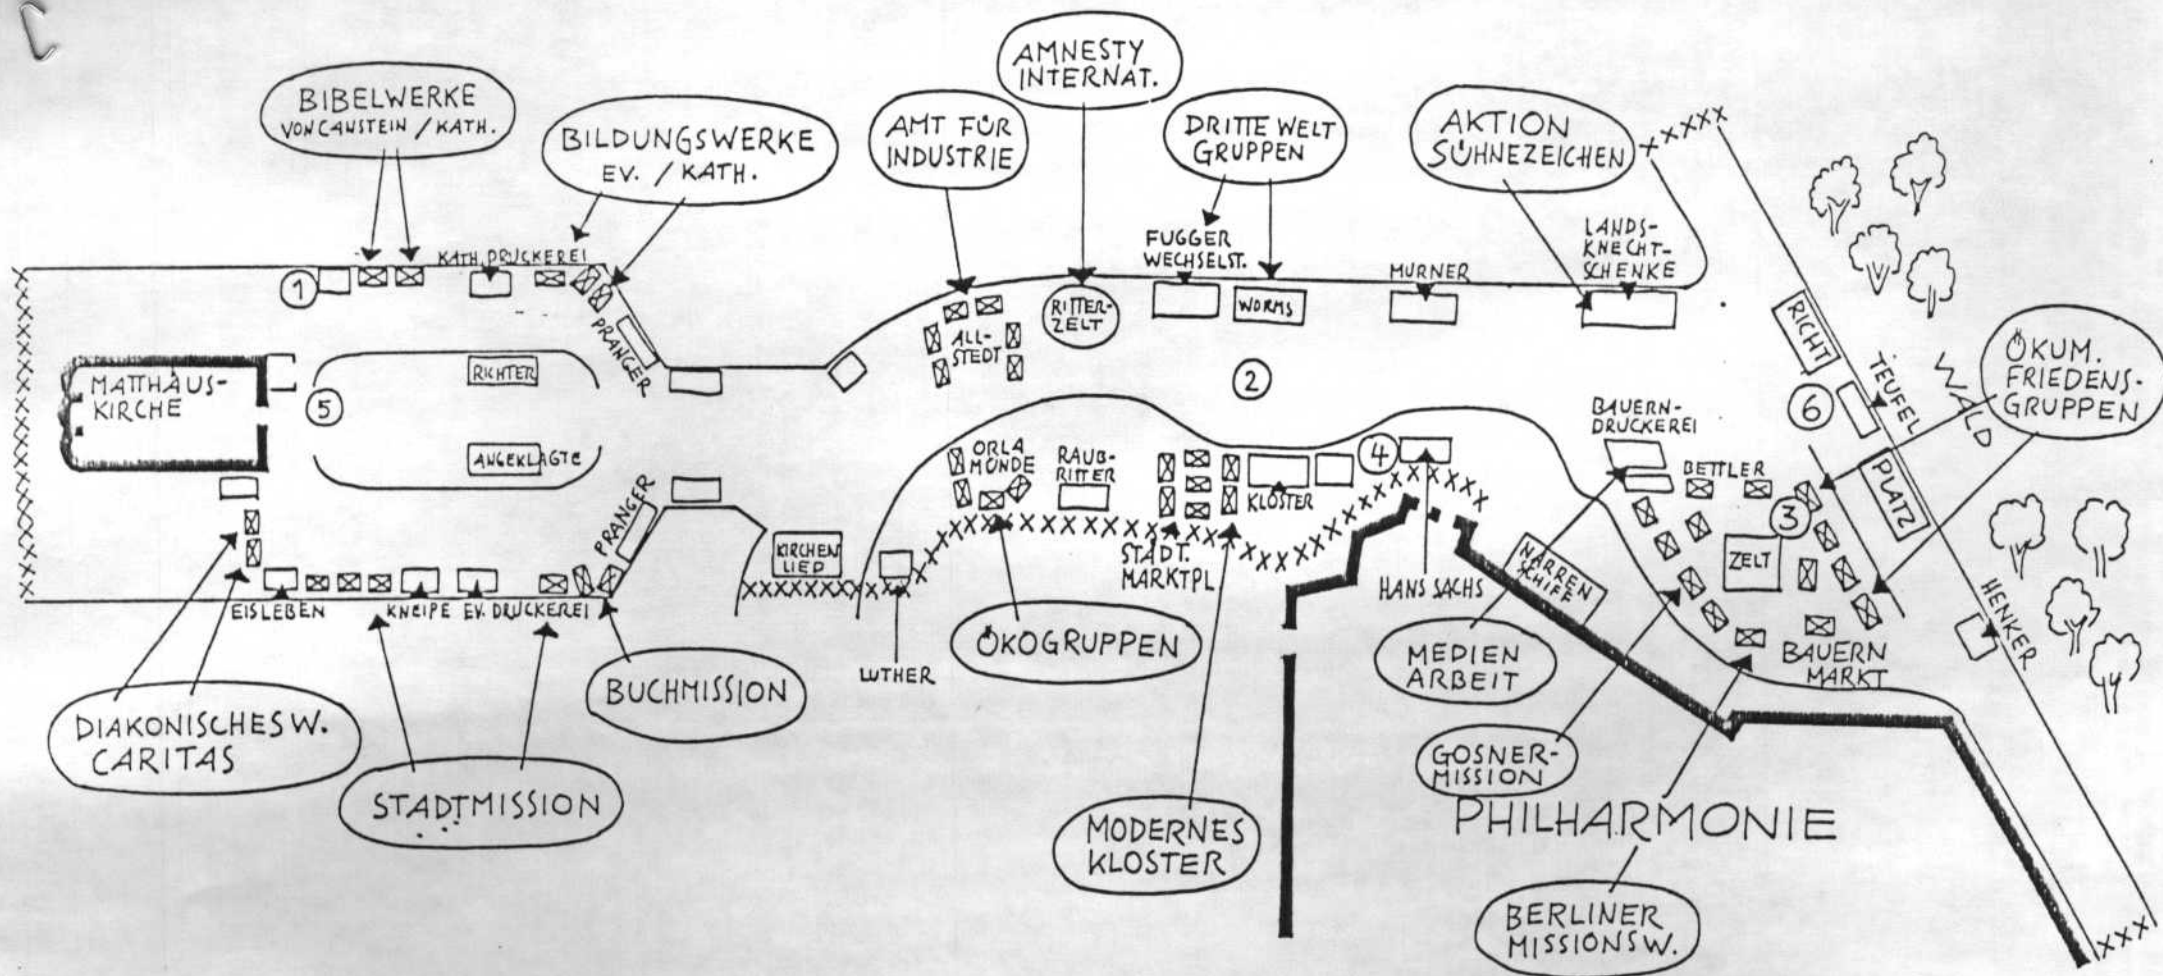 BIBELWERKE
VON CANSTEIN / KATH.
BILDUNGSWERKE
EV. / KATH.
AMT FÜR
INDUSTRIE
AMNESTY
INTERNAT.
DRITTE WELT
GRUPPEN
AKTION
SÜHNEZEICHEN
XXXXX
KATH. DRUCKEREI
FUGGER
WECHSELST.
MURNER
LANDS-
KNECHT-
SCHENKE
1
PRANGER
ALL-
STEDT
RITTER-
ZELT
WORMS
RICHT
TEUFEL
WALD
ÖKUM.
FRIEDENS-
GRUPPEN
MATTHÄUS-
KIRCHE
5
RICHTER
ANGEKLAGTE
2
6
BAUERN-
DRUCKEREI
BETTLER
PLATZ
3
ZELT
HENKER
ORLA
MÜNDE
RAUB-
RITTER
KLOSTER
4
PRANGER
KIRCHEN
LIED
STÄDT.
MARKTPL
HANS SACHS
NARREN
SCHIFF
EISLEBEN
KNEIPE
EV. DRUCKEREI
LUTHER
BAUERN
MARKT
DIAKONISCHES W.
CARITAS
STADTMISSION
BUCHMISSION
ÖKOGRUPPEN
MODERNES
KLOSTER
MEDIEN
ARBEIT
GOSNER-
MISSION
PHILHARMONIE
BERLINER
MISSIONSW.
XXX